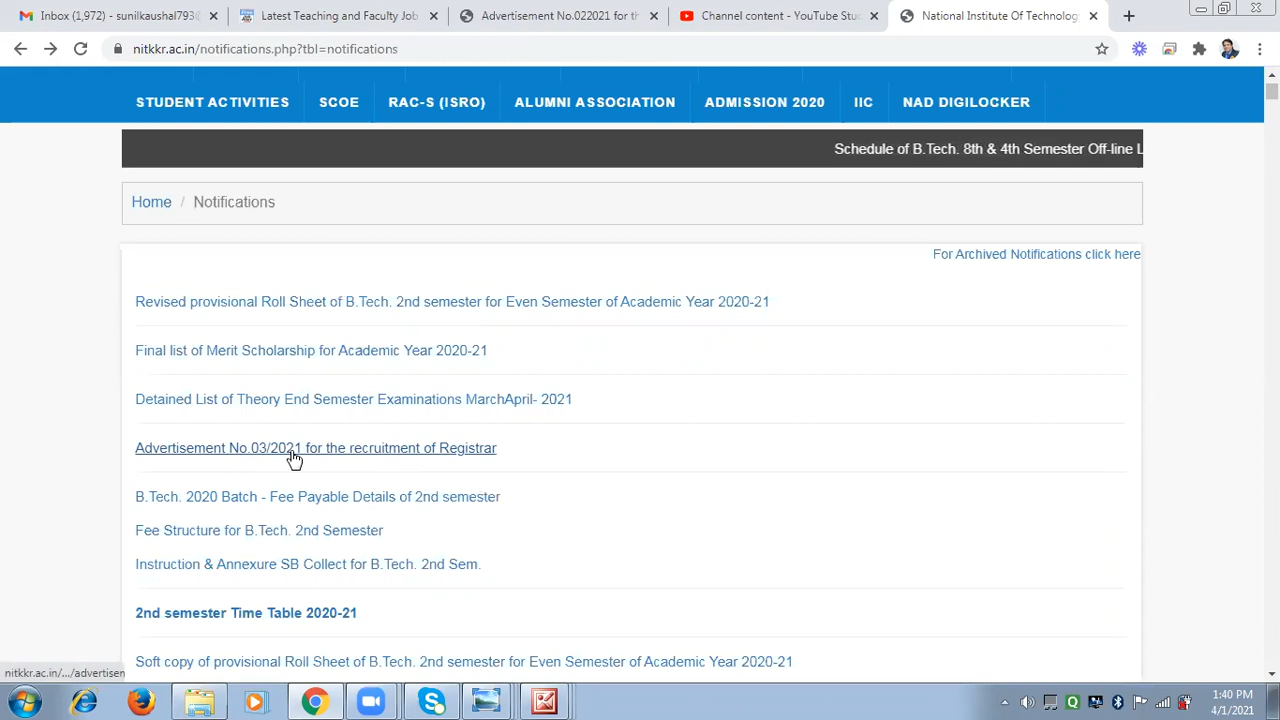 Inbox (1,972) - sunilkaushal793@
Latest Teaching and Faculty Job
Advertisement No.022021 for th
Channel content - YouTube Stu
National Institute Of Technology
nitkkr.ac.in/notifications.php?tbl=notifications
STUDENT ACTIVITIES SCOE RAC-S (ISRO) ALUMNI ASSOCIATION ADMISSION 2020 IIC NAD DIGILOCKER
Schedule of B.Tech. 8th & 4th Semester Off-line L
Home / Notifications
For Archived Notifications click here
Revised provisional Roll Sheet of B.Tech. 2nd semester for Even Semester of Academic Year 2020-21
Final list of Merit Scholarship for Academic Year 2020-21
Detained List of Theory End Semester Examinations MarchApril- 2021
Advertisement No.03/2021 for the recruitment of Registrar
B.Tech. 2020 Batch - Fee Payable Details of 2nd semester
Fee Structure for B.Tech. 2nd Semester
Instruction & Annexure SB Collect for B.Tech. 2nd Sem.
2nd semester Time Table 2020-21
Soft copy of provisional Roll Sheet of B.Tech. 2nd semester for Even Semester of Academic Year 2020-21
nitkkr.ac.in/.../advertisen
1:40 PM
4/1/2021